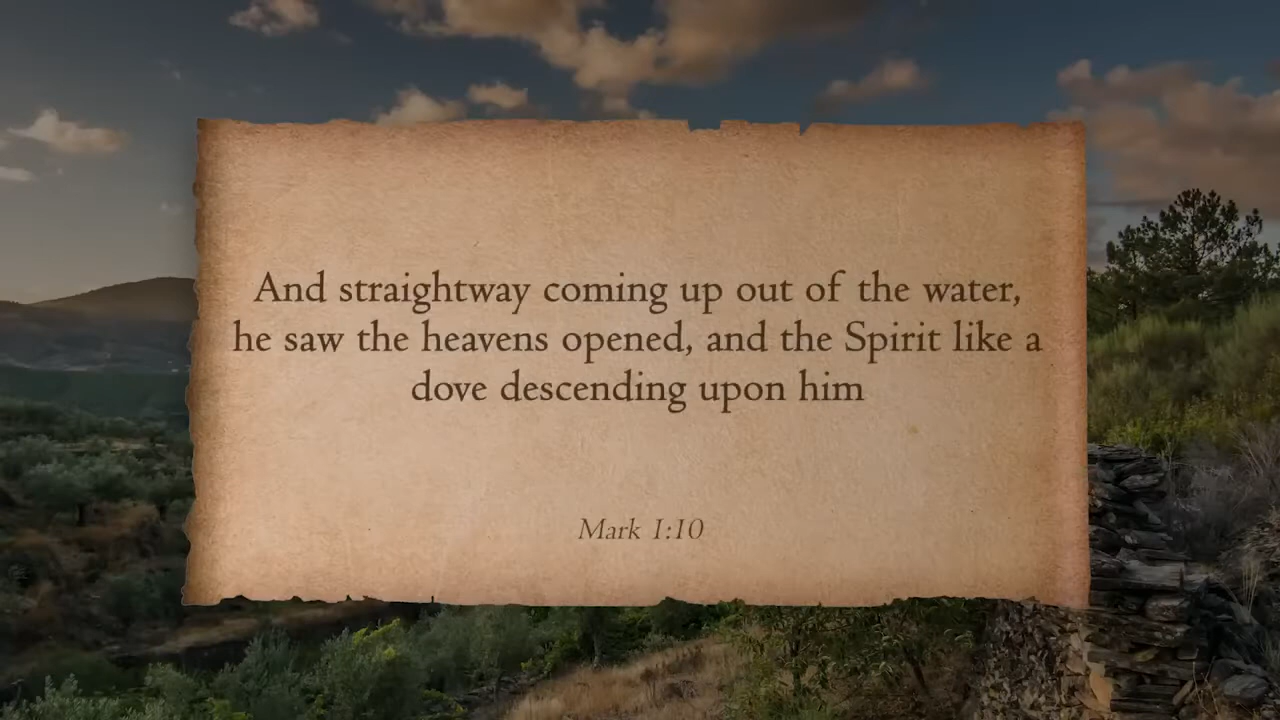 And straightway coming up out of the water,
he saw the heavens opened, and the Spirit like a
dove descending upon him
Mark 1:10